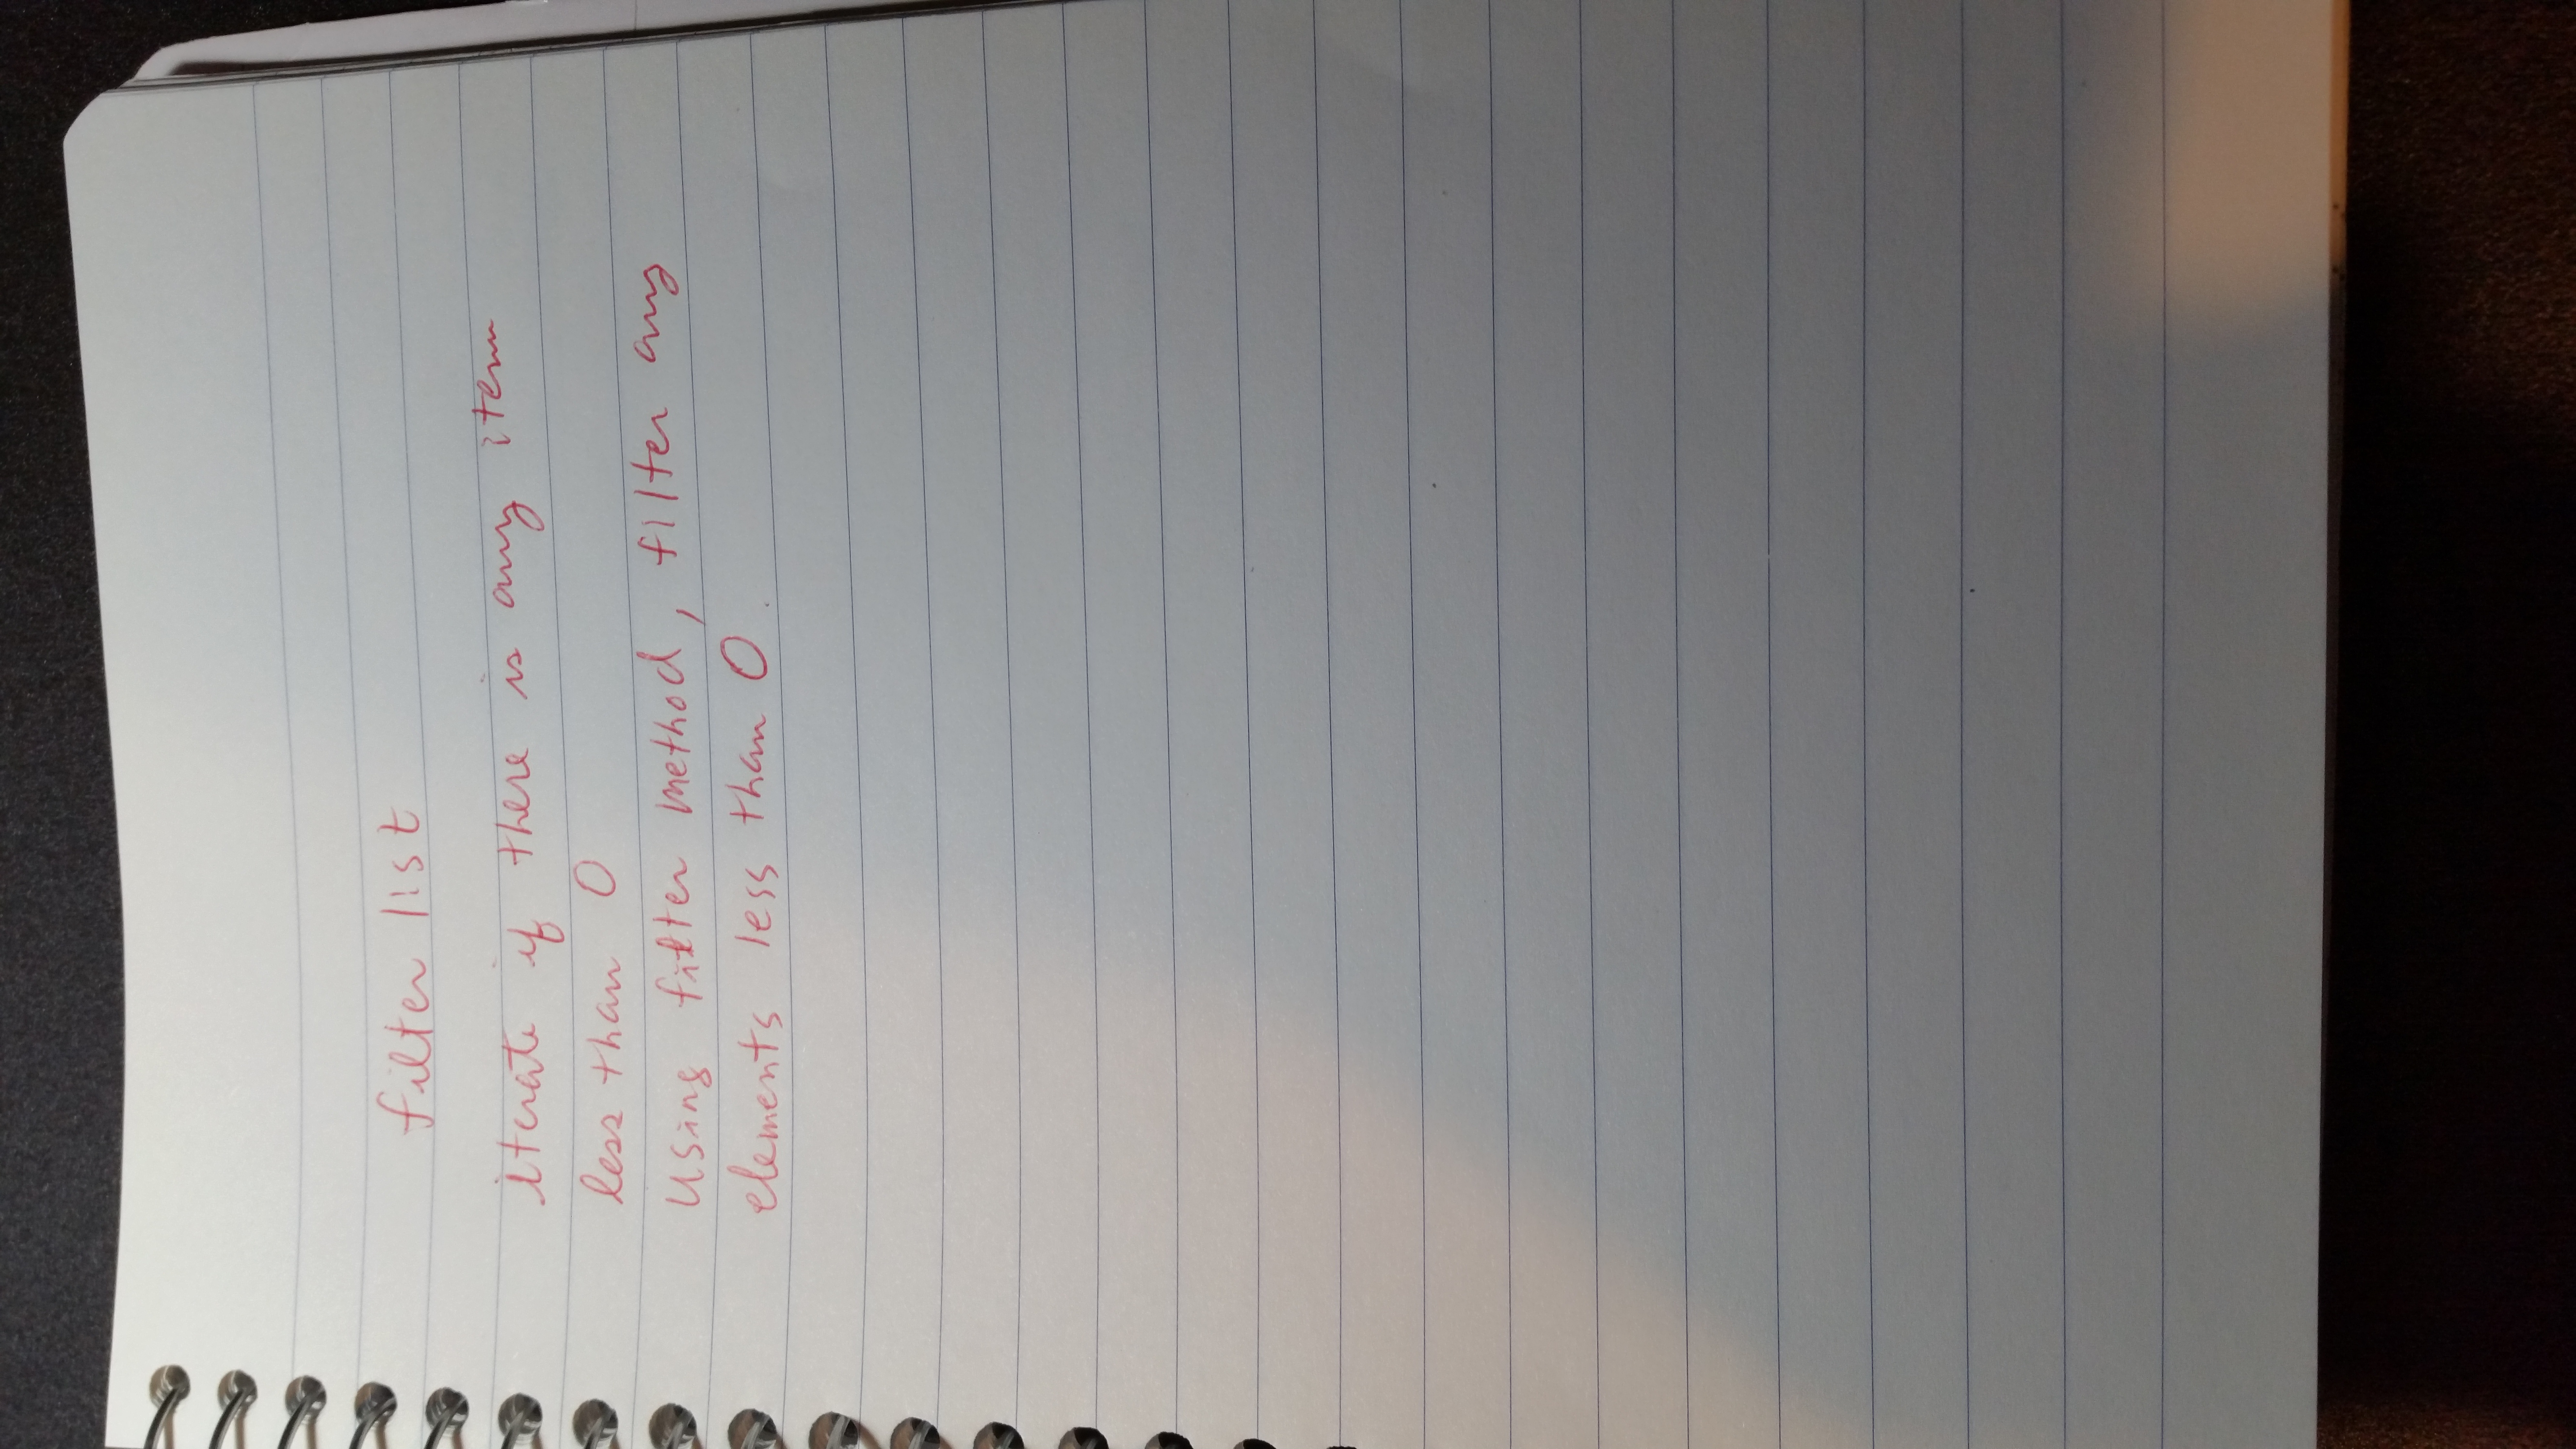 filter list
iterate if there is any item
less than 0
Using filter method, filter any
elements less than 0.